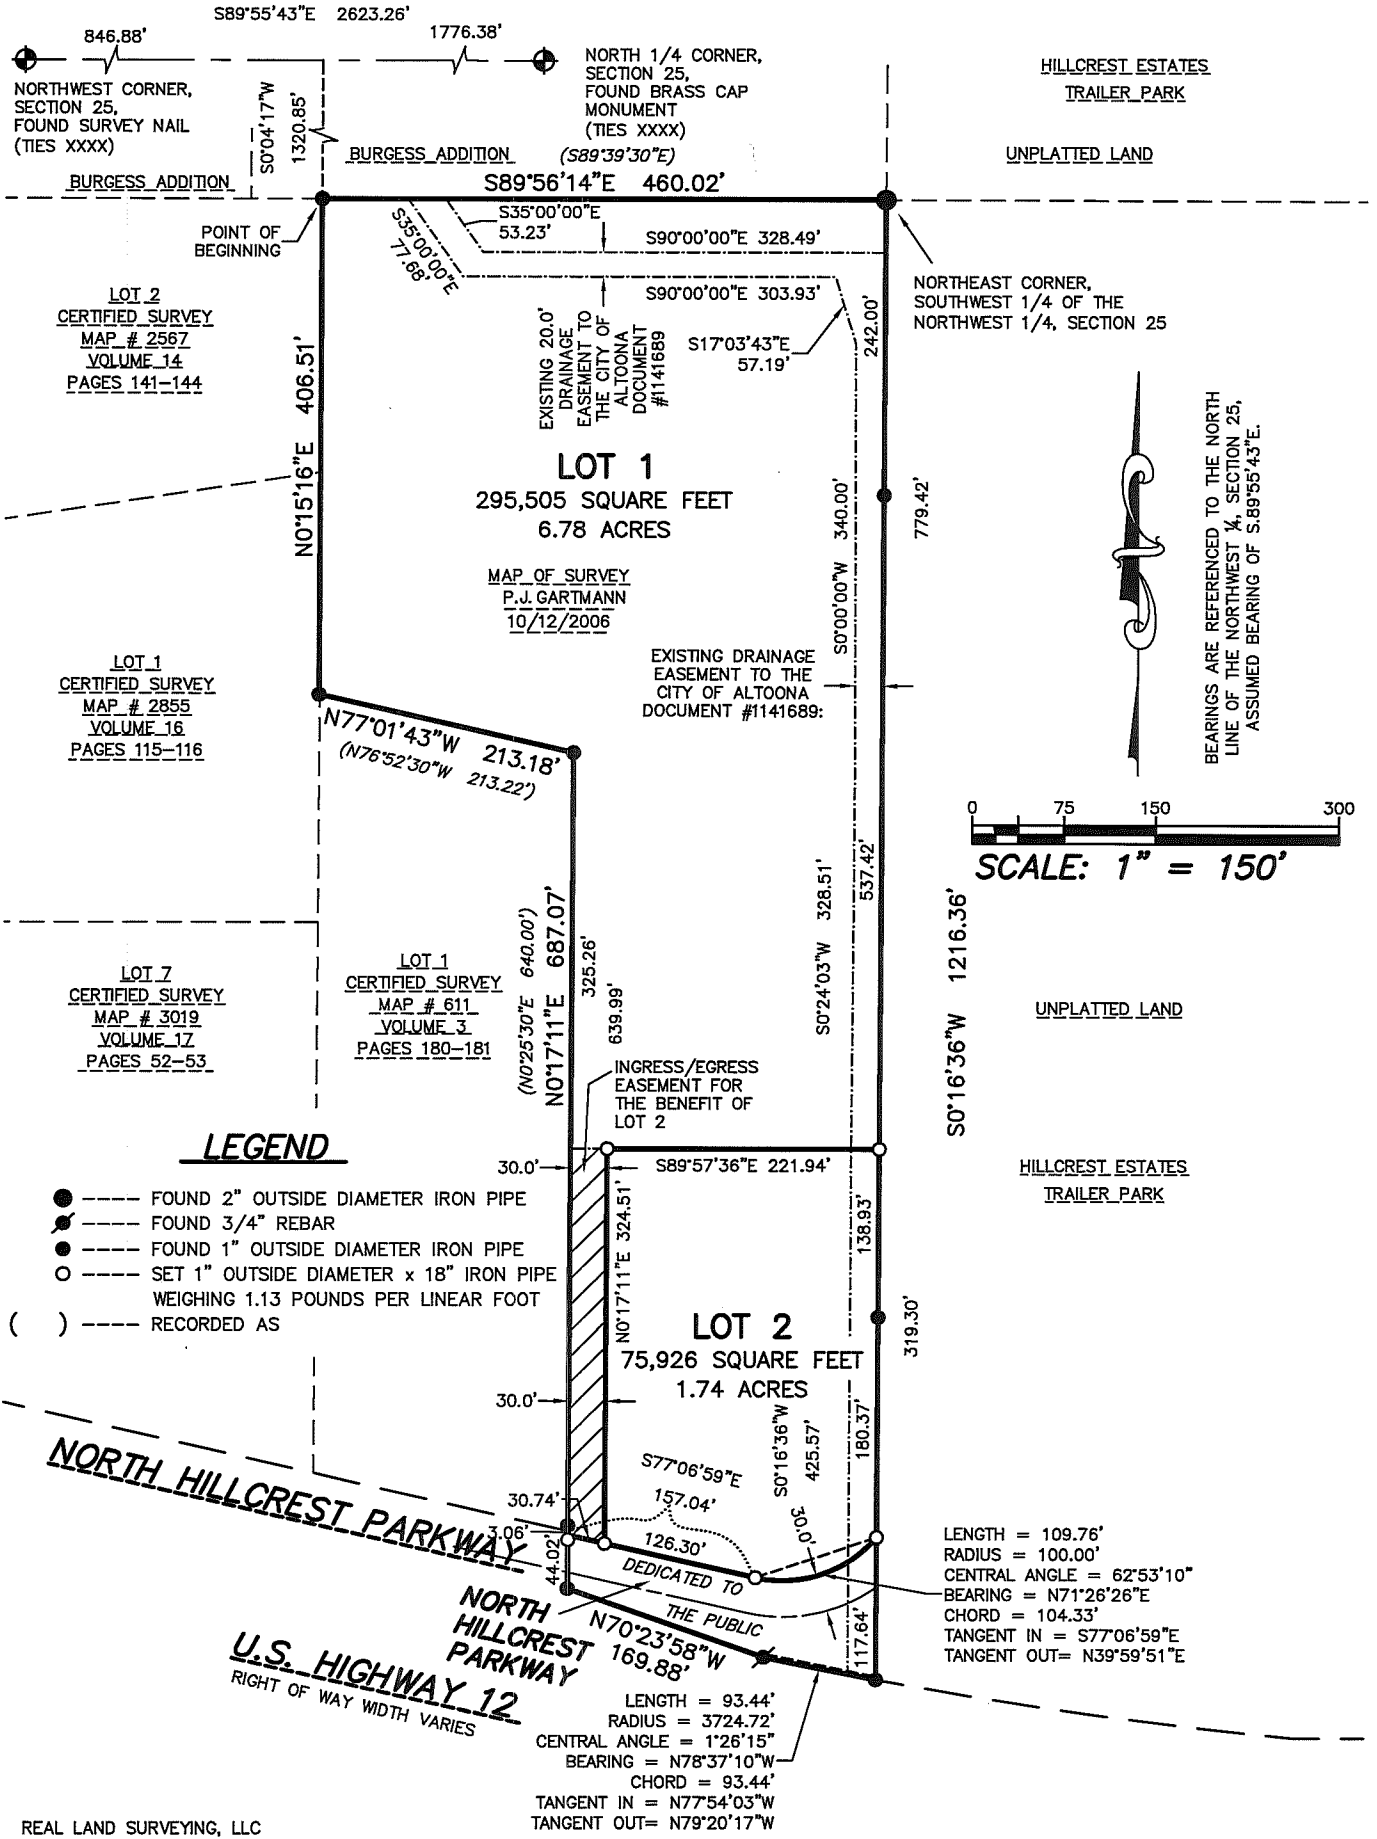 S89°55'43"E 2623.26'
846.88'
1776.38'
NORTHWEST CORNER,
SECTION 25,
FOUND SURVEY NAIL
(TIES XXXX)
S0°04'17"W
1320.85'
NORTH 1/4 CORNER,
SECTION 25,
FOUND BRASS CAP
MONUMENT
(TIES XXXX)
HILLCREST ESTATES
TRAILER PARK
UNPLATTED LAND
BURGESS ADDITION
BURGESS ADDITION
(S89°39'30"E)
S89°56'14"E 460.02'
POINT OF
BEGINNING
S35°00'00"E
53.23'
S35°00'00"E
77.68'
S90°00'00"E 328.49'
S90°00'00"E 303.93'
NORTHEAST CORNER,
SOUTHWEST 1/4 OF THE
NORTHWEST 1/4, SECTION 25
LOT 2
CERTIFIED SURVEY
MAP # 2567
VOLUME 14
PAGES 141-144
N0°15'16"E 406.51'
EXISTING 20.0'
DRAINAGE
EASEMENT TO
THE CITY OF
ALTOONA
DOCUMENT
#1141689
S17°03'43"E
57.19'
242.00'
LOT 1
295,505 SQUARE FEET
6.78 ACRES
MAP OF SURVEY
P.J. GARTMANN
10/12/2006
S0°00'00"W 340.00'
779.42'
BEARINGS ARE REFERENCED TO THE NORTH
LINE OF THE NORTHWEST ¼, SECTION 25,
ASSUMED BEARING OF S.89°55'43"E.
EXISTING DRAINAGE
EASEMENT TO THE
CITY OF ALTOONA
DOCUMENT #1141689:
LOT 1
CERTIFIED SURVEY
MAP # 2855
VOLUME 16
PAGES 115-116
N77°01'43"W 213.18'
(N76°52'30"W 213.22')
0 75 150 300
SCALE: 1" = 150'
S0°24'03"W 328.51'
537.42'
S0°16'36"W 1216.36'
(N0°25'30"E 640.00')
N0°17'11"E 687.07'
325.26'
639.99'
LOT 7
CERTIFIED SURVEY
MAP # 3019
VOLUME 17
PAGES 52-53
LOT 1
CERTIFIED SURVEY
MAP # 611
VOLUME 3
PAGES 180-181
UNPLATTED LAND
INGRESS/EGRESS
EASEMENT FOR
THE BENEFIT OF
LOT 2
LEGEND
FOUND 2" OUTSIDE DIAMETER IRON PIPE
FOUND 3/4" REBAR
FOUND 1" OUTSIDE DIAMETER IRON PIPE
SET 1" OUTSIDE DIAMETER x 18" IRON PIPE
WEIGHING 1.13 POUNDS PER LINEAR FOOT
( ) ---- RECORDED AS
30.0'
S89°57'36"E 221.94'
HILLCREST ESTATES
TRAILER PARK
N0°17'11"E 324.51'
138.93'
319.30'
LOT 2
75,926 SQUARE FEET
1.74 ACRES
30.0'
S0°16'36"W
425.57'
180.37'
S77°06'59"E
157.04'
30.74'
3.06'
126.30'
30.0'
44.02'
NORTH HILLCREST PARKWAY
DEDICATED TO
THE PUBLIC
117.64'
LENGTH = 109.76'
RADIUS = 100.00'
CENTRAL ANGLE = 62°53'10"
BEARING = N71°26'26"E
CHORD = 104.33'
TANGENT IN = S77°06'59"E
TANGENT OUT= N39°59'51"E
NORTH
HILLCREST
PARKWAY
N70°23'58"W
169.88'
U.S. HIGHWAY 12
RIGHT OF WAY WIDTH VARIES
LENGTH = 93.44'
RADIUS = 3724.72'
CENTRAL ANGLE = 1°26'15"
BEARING = N78°37'10"W
CHORD = 93.44'
TANGENT IN = N77°54'03"W
TANGENT OUT= N79°20'17"W
REAL LAND SURVEYING, LLC